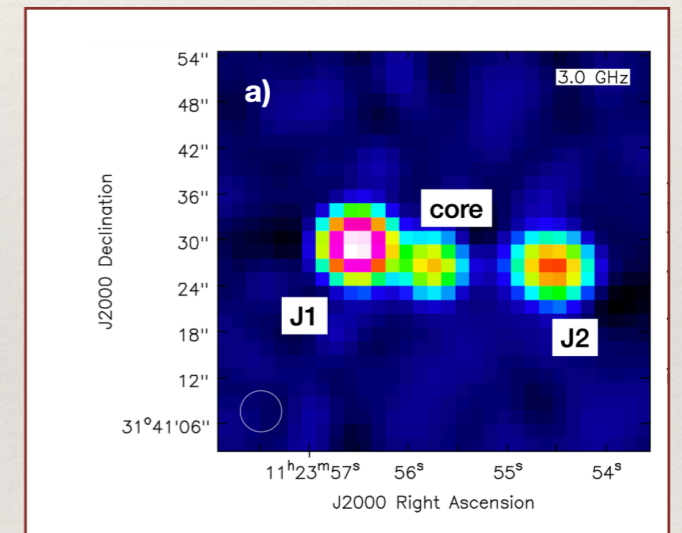 54"
a)
3.0 GHz
48"
42"
36"
core
30"
24"
J1
18"
J2
12"
31°41'06"
11ʰ23ᵐ57ˢ 56ˢ 55ˢ 54ˢ
J2000 Right Ascension
J2000 Declination